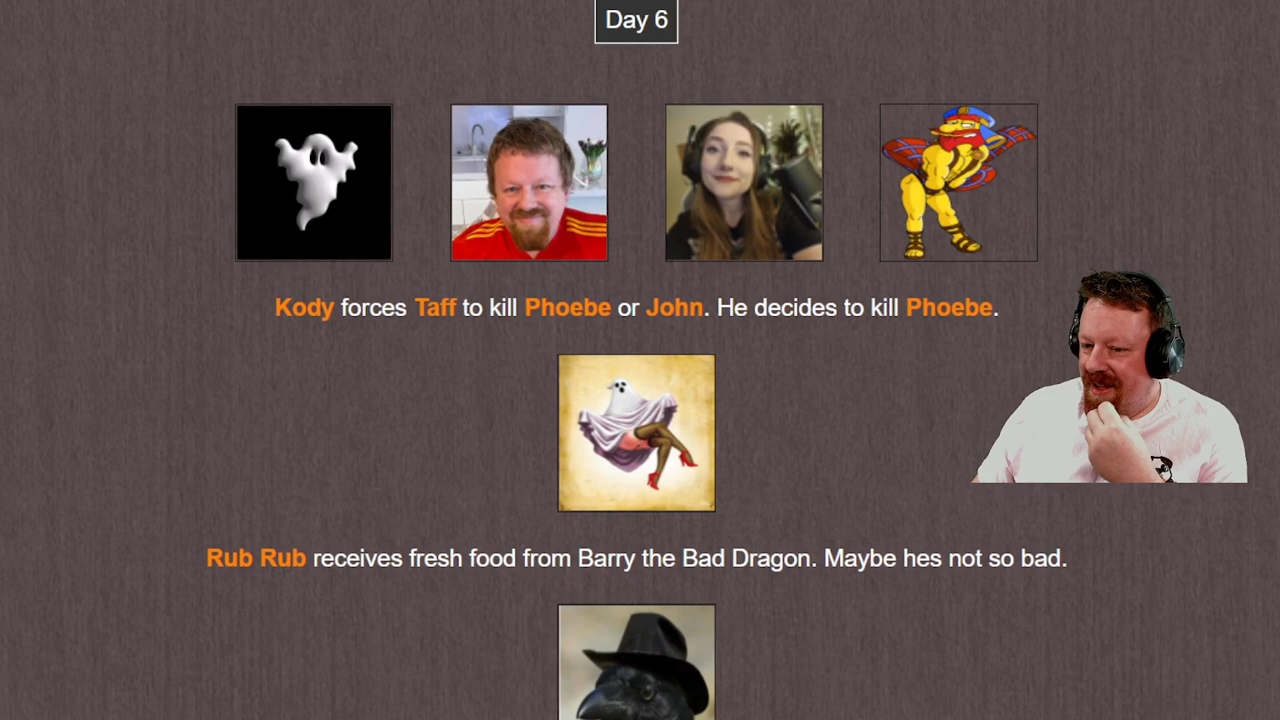 Day 6
Kody forces Taff to kill Phoebe or John. He decides to kill Phoebe.
Rub Rub receives fresh food from Barry the Bad Dragon. Maybe hes not so bad.